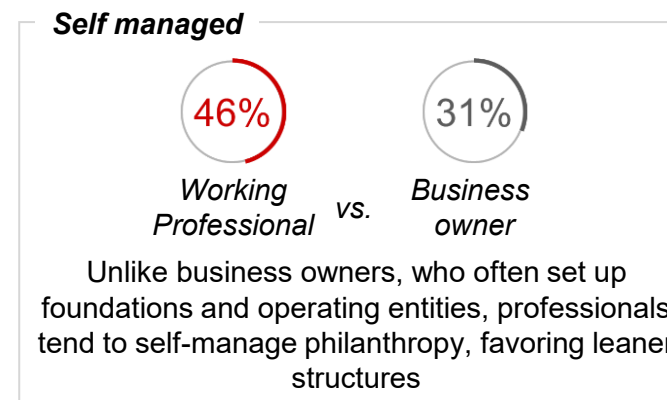 Self managed
46% 31%
Working Professional vs. Business owner
Unlike business owners, who often set up
foundations and operating entities, professionals
tend to self-manage philanthropy, favoring leaner
structures